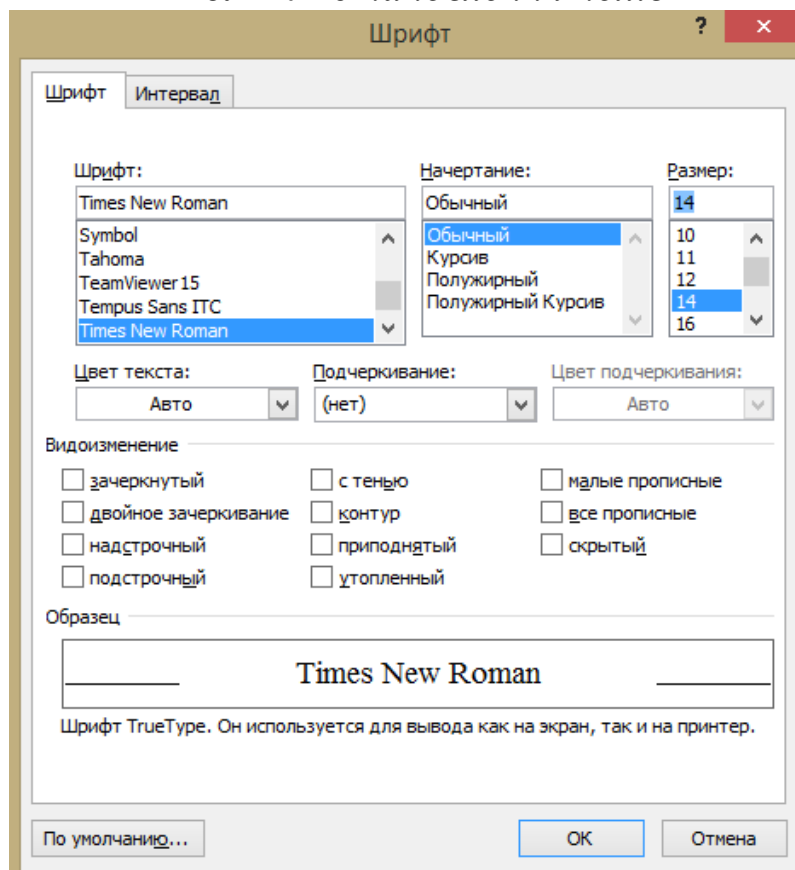 Шрифт ? ×
Шрифт Интервал
Шрифт: Начертание: Размер:
Times New Roman Обычный 14
Symbol Обычный 10
Tahoma Курсив 11
TeamViewer15 Полужирный 12
Tempus Sans ITC Полужирный Курсив 14
Times New Roman 16
Цвет текста: Подчеркивание: Цвет подчеркивания:
Авто (нет) Авто
Видоизменение
зачеркнутый с тенью малые прописные
двойное зачеркивание контур все прописные
надстрочный приподнятый скрытый
подстрочный утопленный
Образец
Times New Roman
Шрифт TrueType. Он используется для вывода как на экран, так и на принтер.
По умолчанию... ОК Отмена